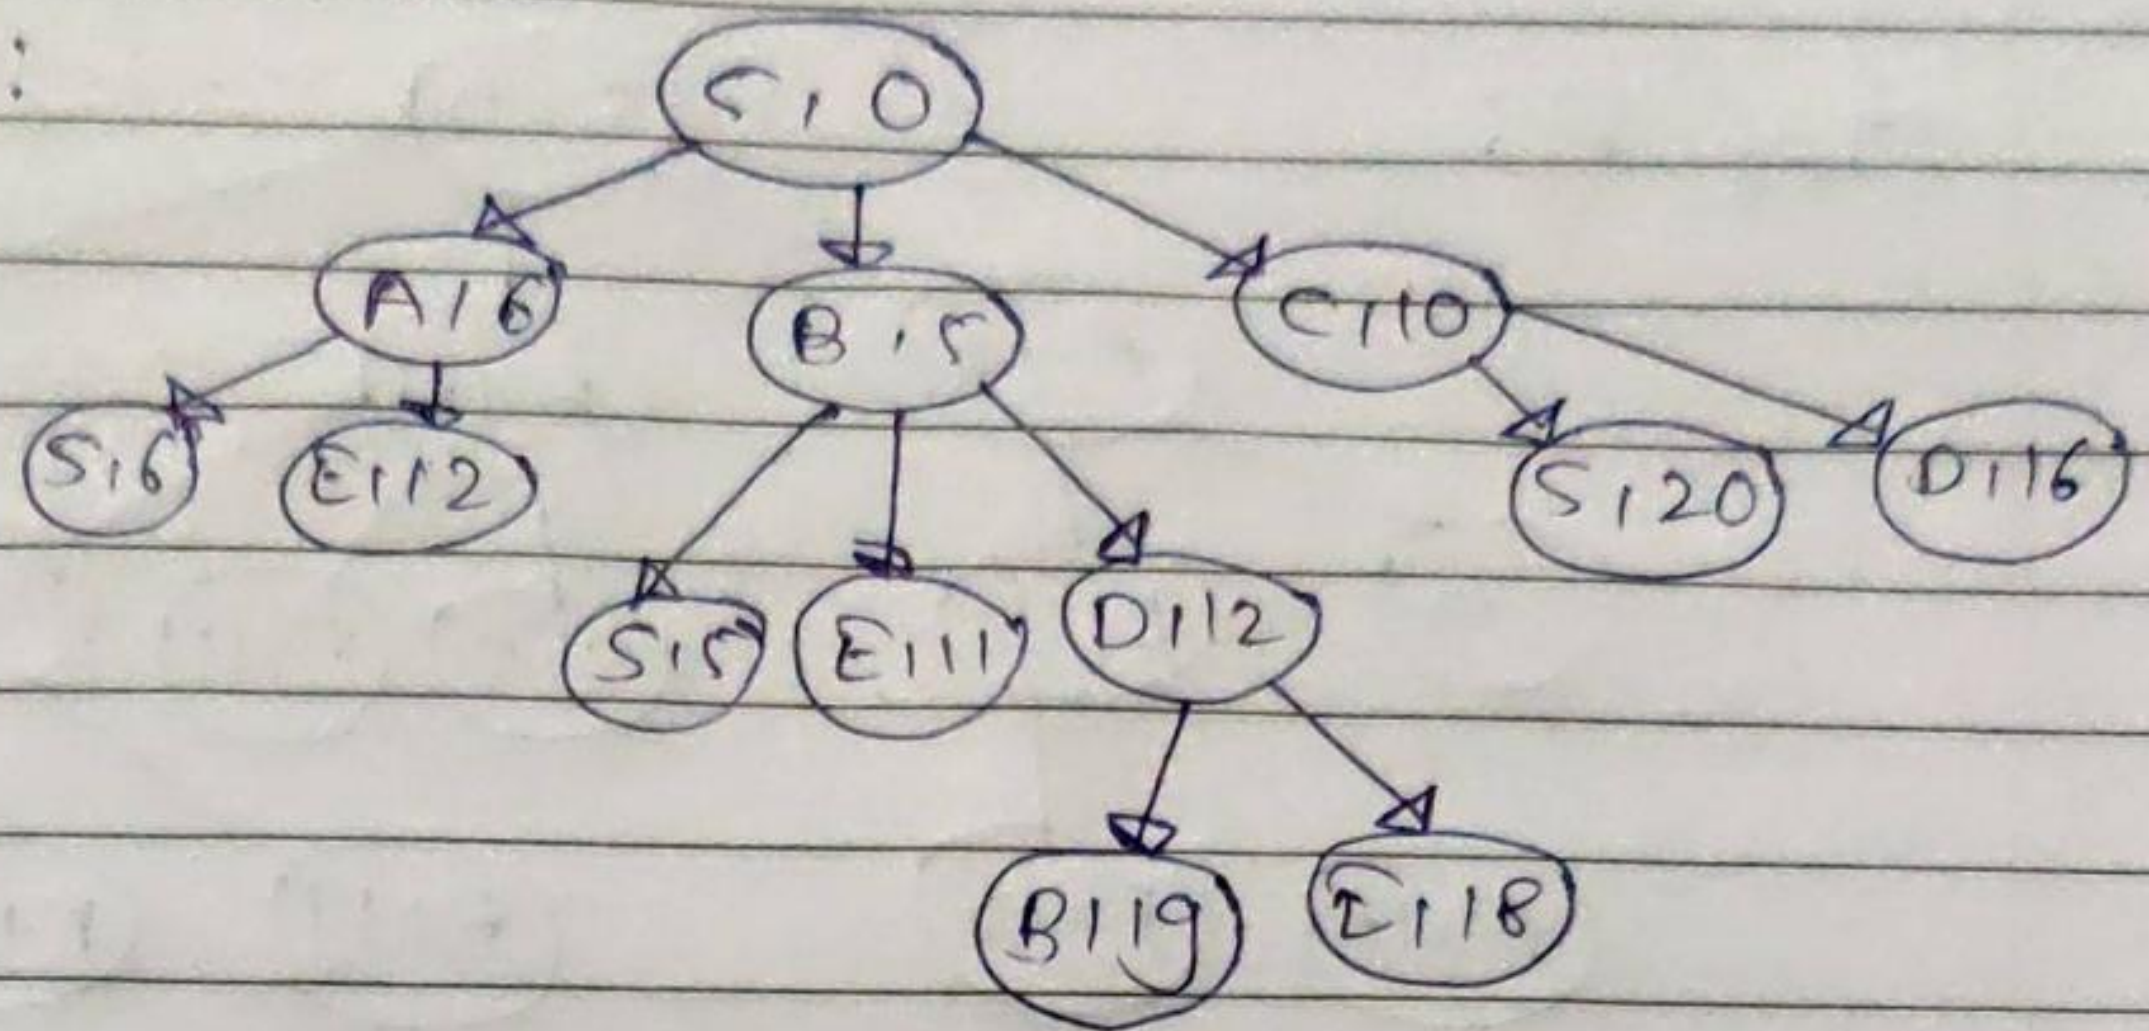 :
S, 0
A, 6
B, 5
C, 10
S, 6
E, 12
S, 20
D, 16
S, 5
E, 11
D, 12
B, 19
E, 18